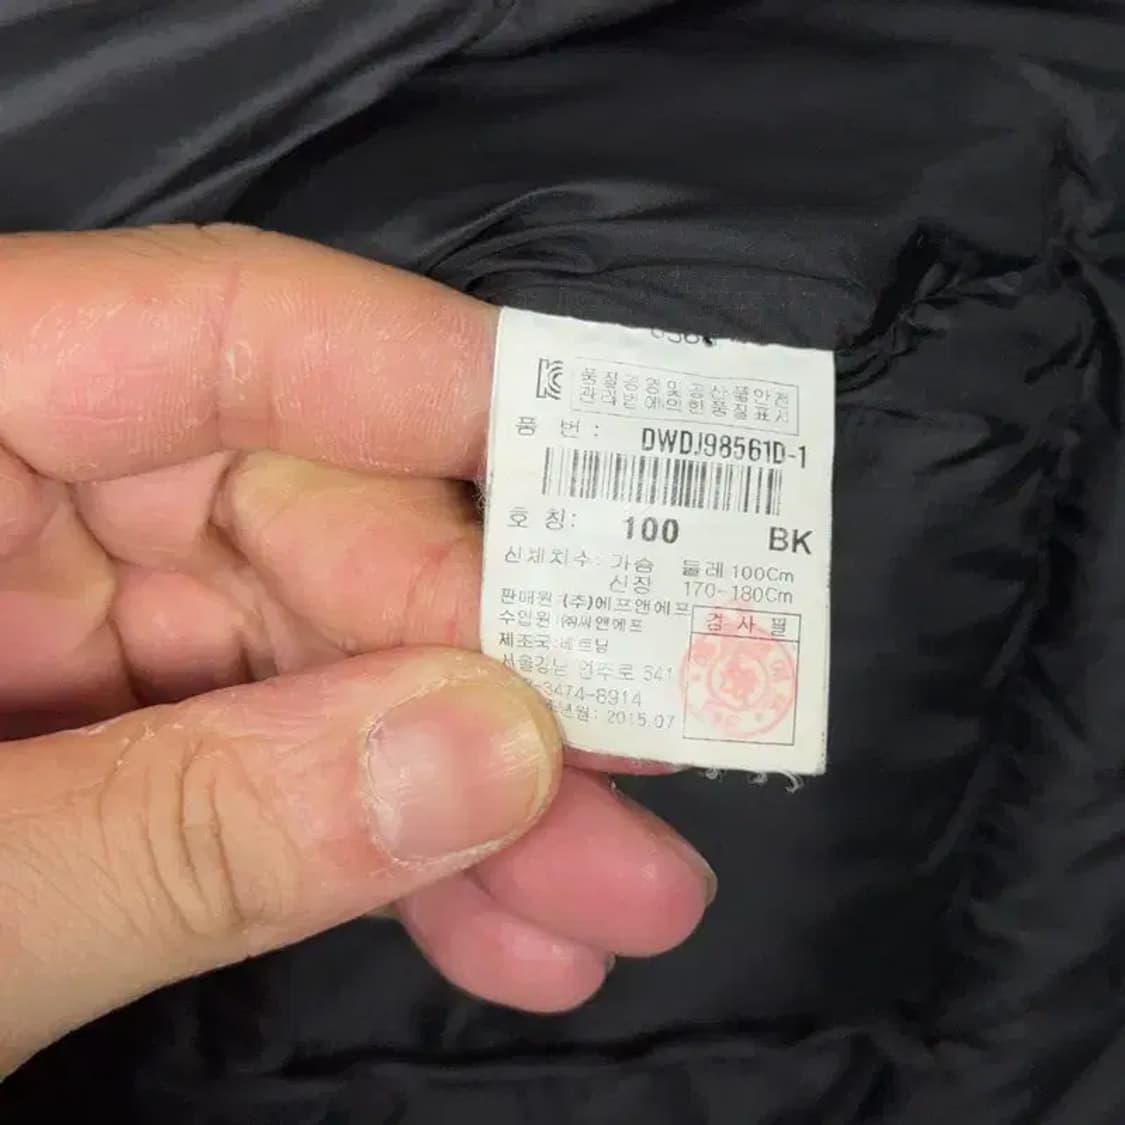 품질경영및공산품안전
관리법에의한품질표시
품 번: DWDJ98561D-1
호 칭: 100 BK
신체치수: 가슴 둘레 100Cm
신장 170-180Cm
판매원:(주)에프앤에프
수입원:㈜씨앤에프
검사필
제조국:베트남
서울강남 언주로 541
-3474-8914
년월: 2015.07